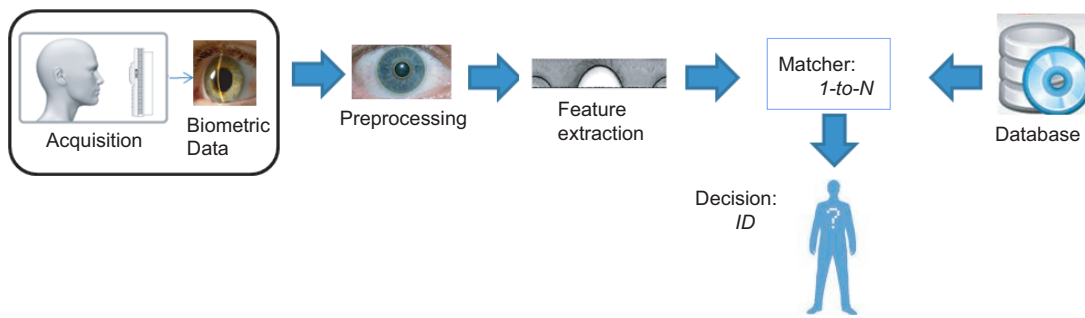 Acquisition
Biometric
Data
Preprocessing
Feature
extraction
Matcher:
1-to-N
Database
Decision:
ID
?